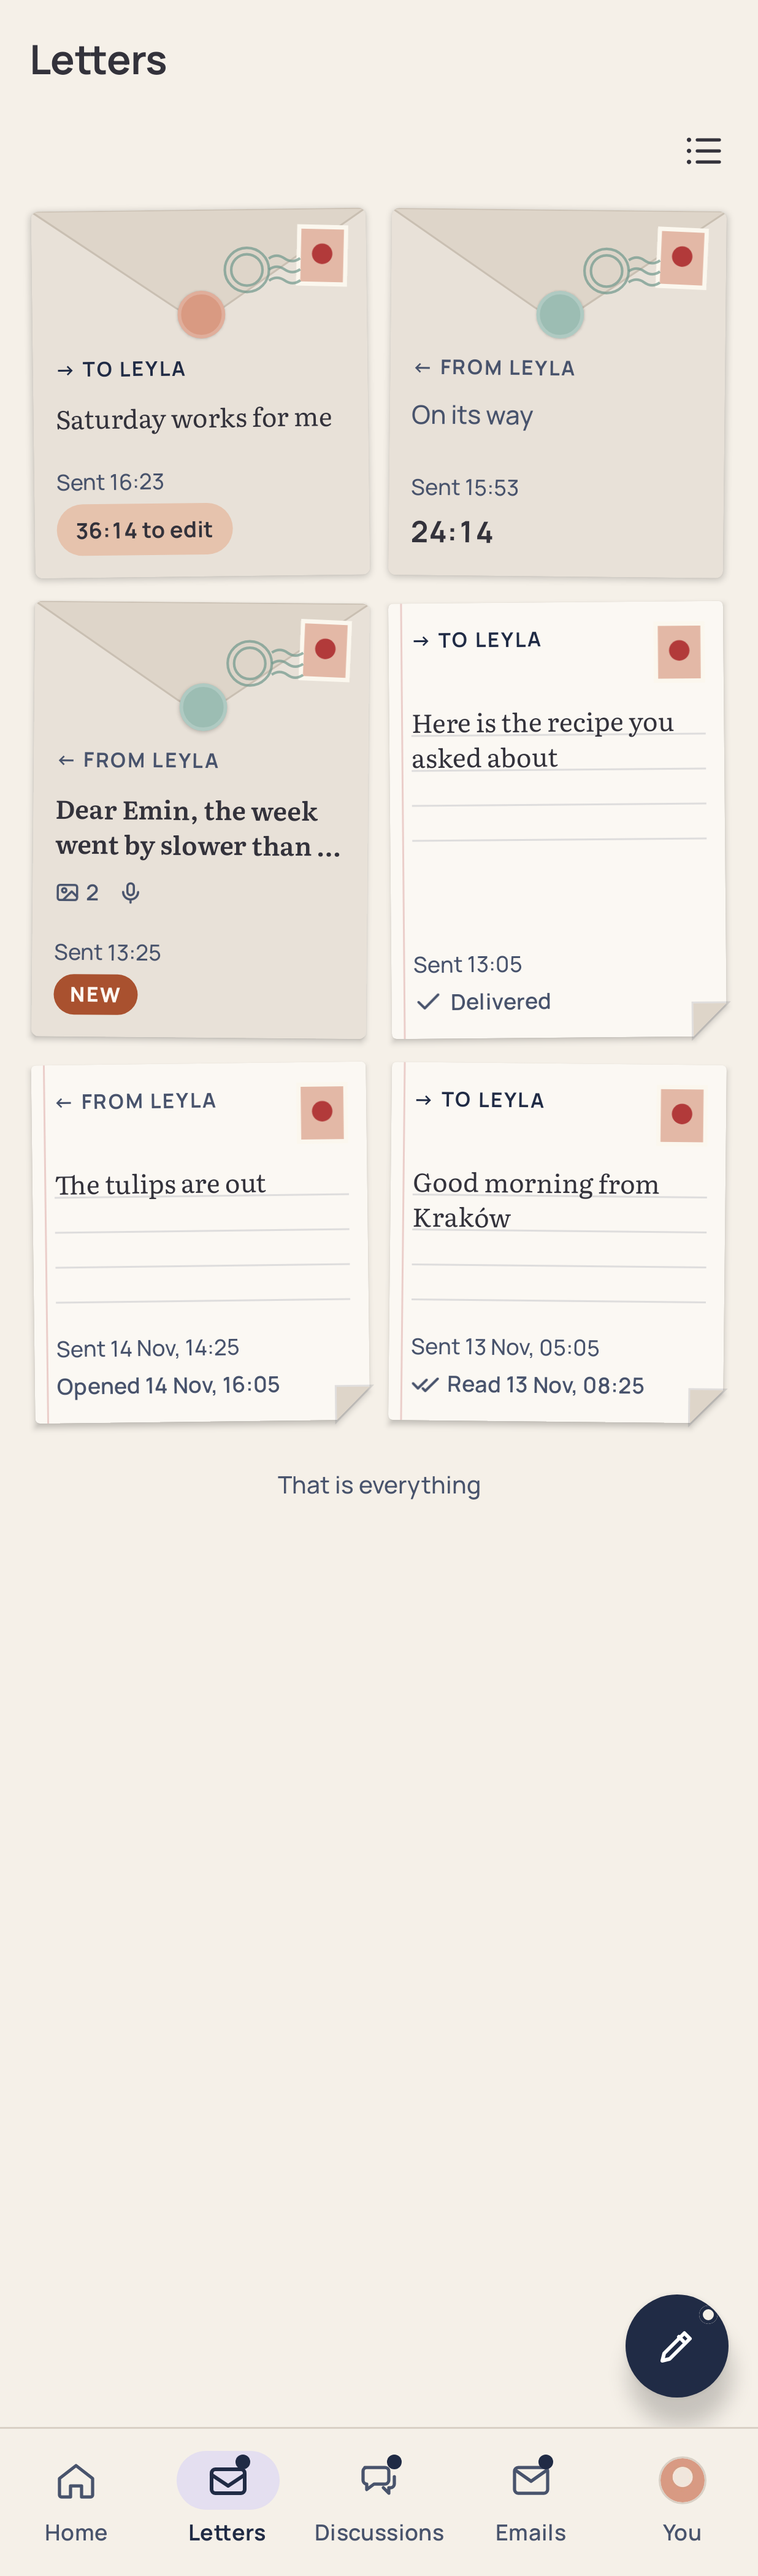 Letters
→ TO LEYLA
Saturday works for me
Sent 16:23
36:14 to edit
← FROM LEYLA
On its way
Sent 15:53
24:14
← FROM LEYLA
Dear Emin, the week
went by slower than ...
2
Sent 13:25
NEW
→ TO LEYLA
Here is the recipe you
asked about
Sent 13:05
Delivered
← FROM LEYLA
The tulips are out
Sent 14 Nov, 14:25
Opened 14 Nov, 16:05
→ TO LEYLA
Good morning from
Kraków
Sent 13 Nov, 05:05
Read 13 Nov, 08:25
That is everything
Home
Letters
Discussions
Emails
You